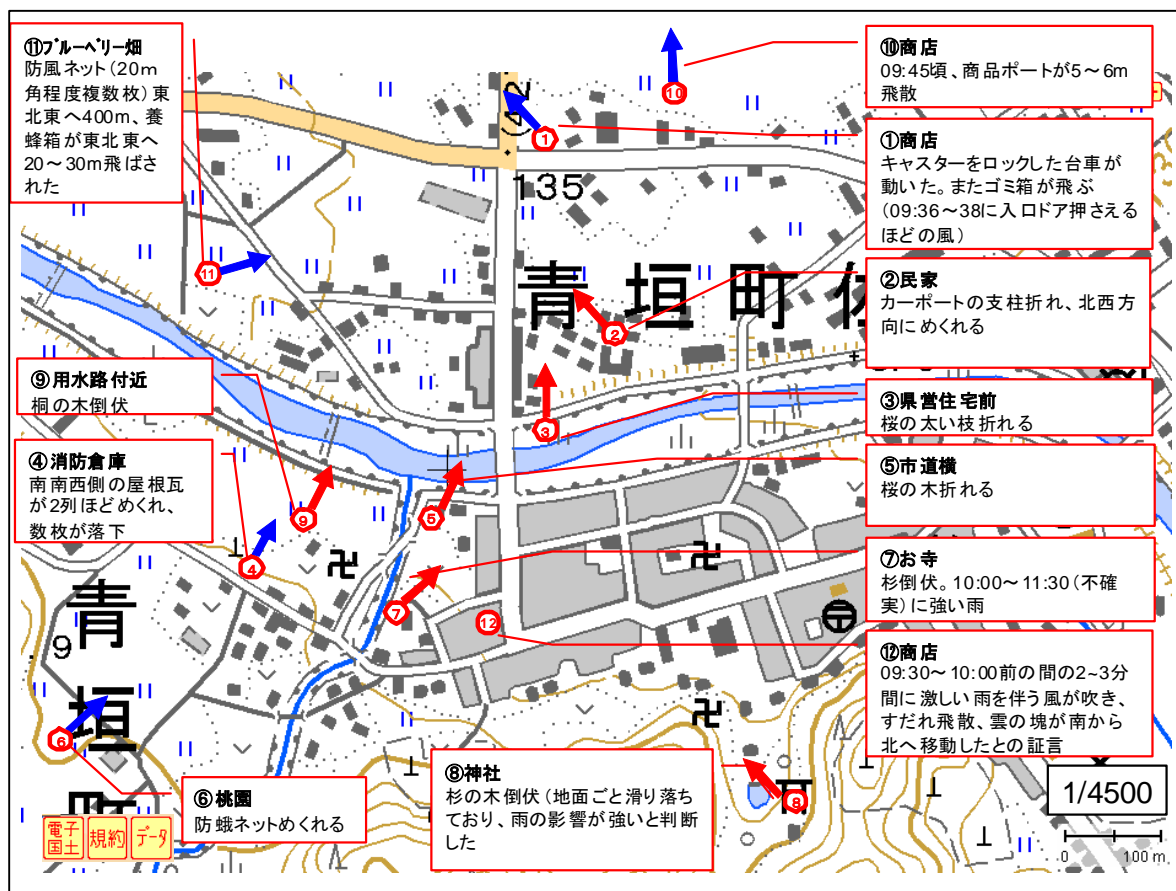 ⑪ブルーベリー畑
防風ネット(20m
角程度複数枚)東
北東へ400m、養
蜂箱が東北東へ
20～30m飛ばさ
れた
⑩商店
09:45頃、商品ポートが5～6m
飛散
①商店
キャスターをロックした台車が
動いた。またゴミ箱が飛ぶ
(09:36～38に入口ドア押さえる
ほどの風)
②民家
カーポートの支柱折れ、北西方
向にめくれる
③県営住宅前
桜の太い枝折れる
⑤市道横
桜の木折れる
⑦お寺
杉倒伏。10:00～11:30(不確
実)に強い雨
⑫商店
09:30～10:00前の間の2~3分
間に激しい雨を伴う風が吹き、
すだれ飛散、雲の塊が南から
北へ移動したとの証言
⑨用水路付近
桐の木倒伏
④消防倉庫
南南西側の屋根瓦
が2列ほどめくれ、
数枚が落下
⑥桃園
防蛾ネットめくれる
⑧神社
杉の木倒伏(地面ごと滑り落ち
ており、雨の影響が強いと判断
した
10
1
135
11
青垣町佐
2
3
9
5
4
7
12
青
垣
町
9
6
8
電子
国土
規約
データ
1/4500
0 100 m